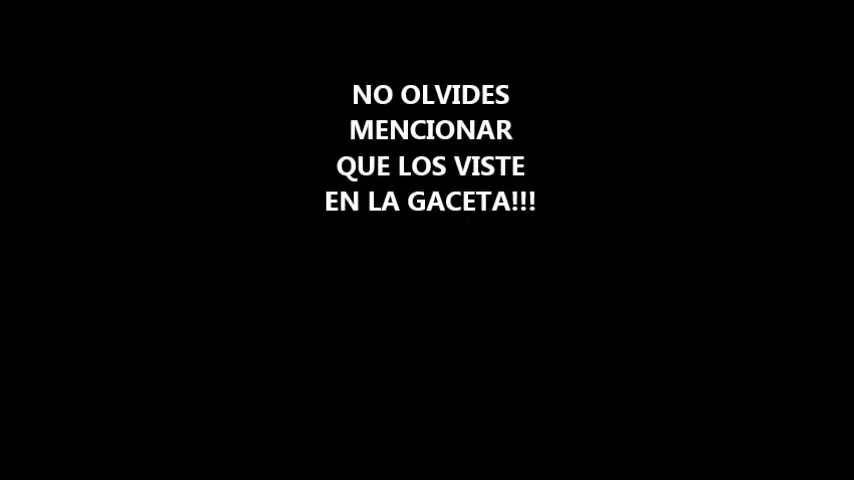 NO OLVIDES
MENCIONAR
QUE LOS VISTE
EN LA GACETA!!!